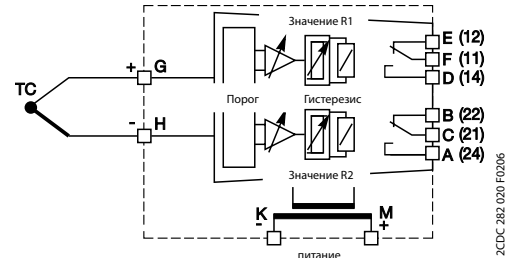 Значение R1
E (12)
+ G
F (11)
TC
D (14)
Порог Гистерезис
B (22)
- H
C (21)
A (24)
Значение R2
K M
- +
питание
2CDC 282 020 F0206